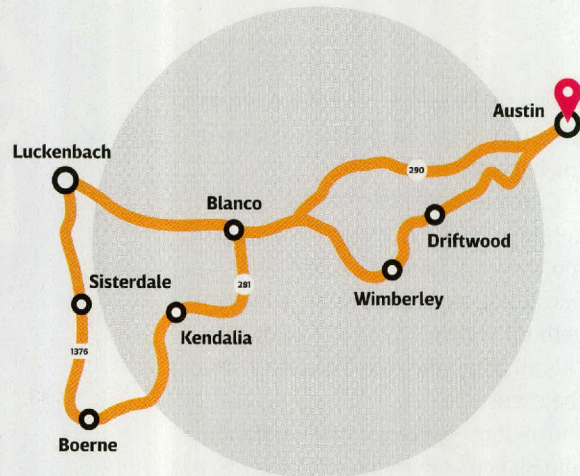 Austin
Luckenbach
290
Blanco
Driftwood
Sisterdale
281
Wimberley
Kendalia
1376
Boerne